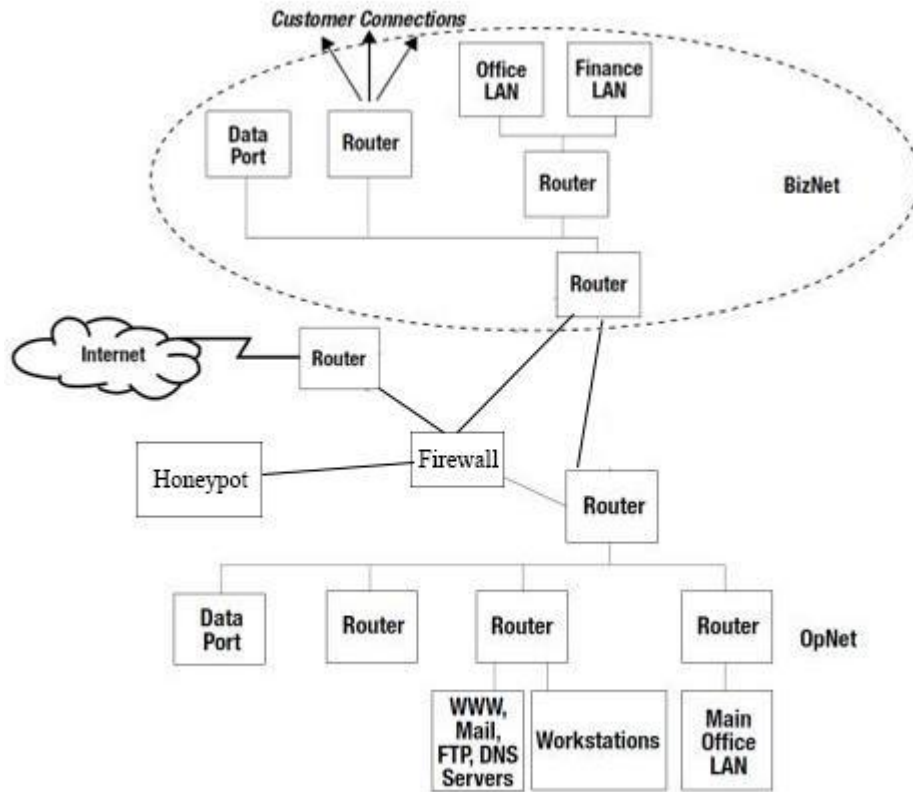 Customer Connections
Office
LAN
Finance
LAN
Data
Port
Router
Router
BizNet
Router
Internet
Router
Honeypot
Firewall
Router
Data
Port
Router
Router
Router
OpNet
WWW,
Mail,
FTP, DNS
Servers
Workstations
Main
Office
LAN